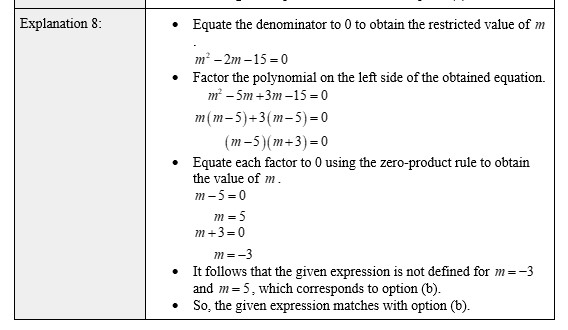 Explanation 8:
• Equate the denominator to 0 to obtain the restricted value of m
.
m² – 2m – 15 = 0
• Factor the polynomial on the left side of the obtained equation.
m² – 5m + 3m – 15 = 0
m(m – 5) + 3(m – 5) = 0
(m – 5)(m + 3) = 0
• Equate each factor to 0 using the zero-product rule to obtain
the value of m .
m – 5 = 0
m = 5
m + 3 = 0
m = –3
• It follows that the given expression is not defined for m = –3
and m = 5 , which corresponds to option (b).
• So, the given expression matches with option (b).